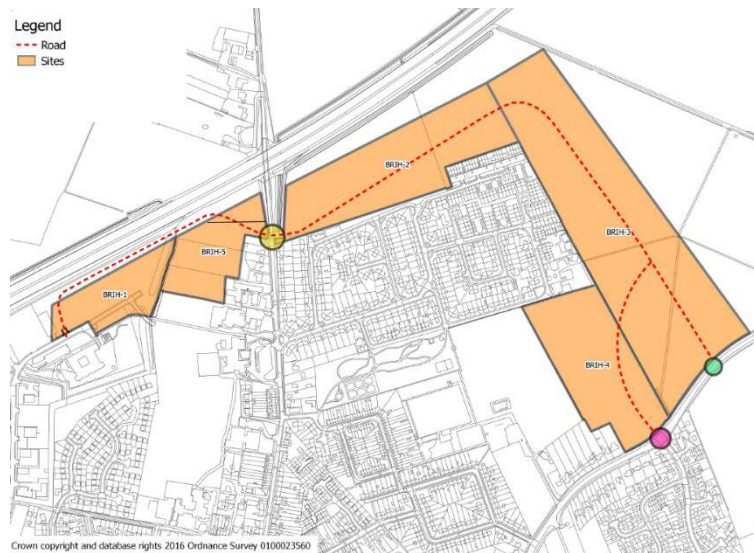 Legend
Road
Sites
BRIH-2
BRIH-3
BRIH-5
BRIH-1
BRIH-4
Crown copyright and database rights 2016 Ordnance Survey 0100023560